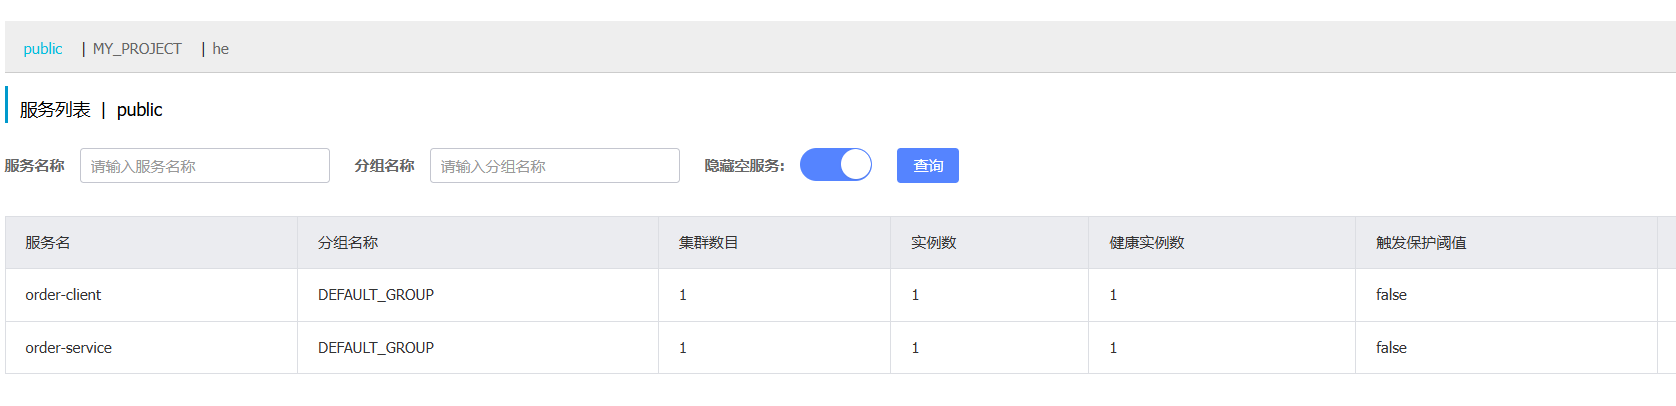 public | MY_PROJECT | he
服务列表 | public
服务名称 请输入服务名称 分组名称 请输入分组名称 隐藏空服务: 查询
服务名 分组名称 集群数目 实例数 健康实例数 触发保护阈值
order-client DEFAULT_GROUP 1 1 1 false
order-service DEFAULT_GROUP 1 1 1 false